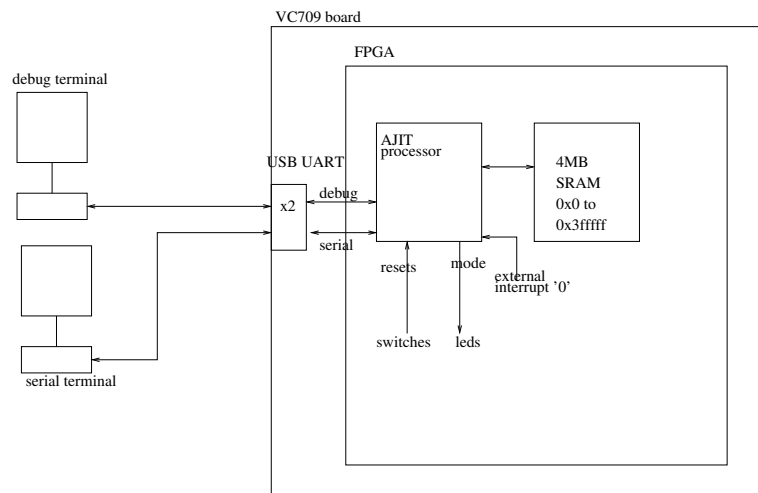 VC709 board
FPGA
debug terminal
AJIT
processor
USB UART
4MB
SRAM
0x0 to
0x3fffff
debug
x2
serial
resets
mode
external
interrupt '0'
switches
leds
serial terminal